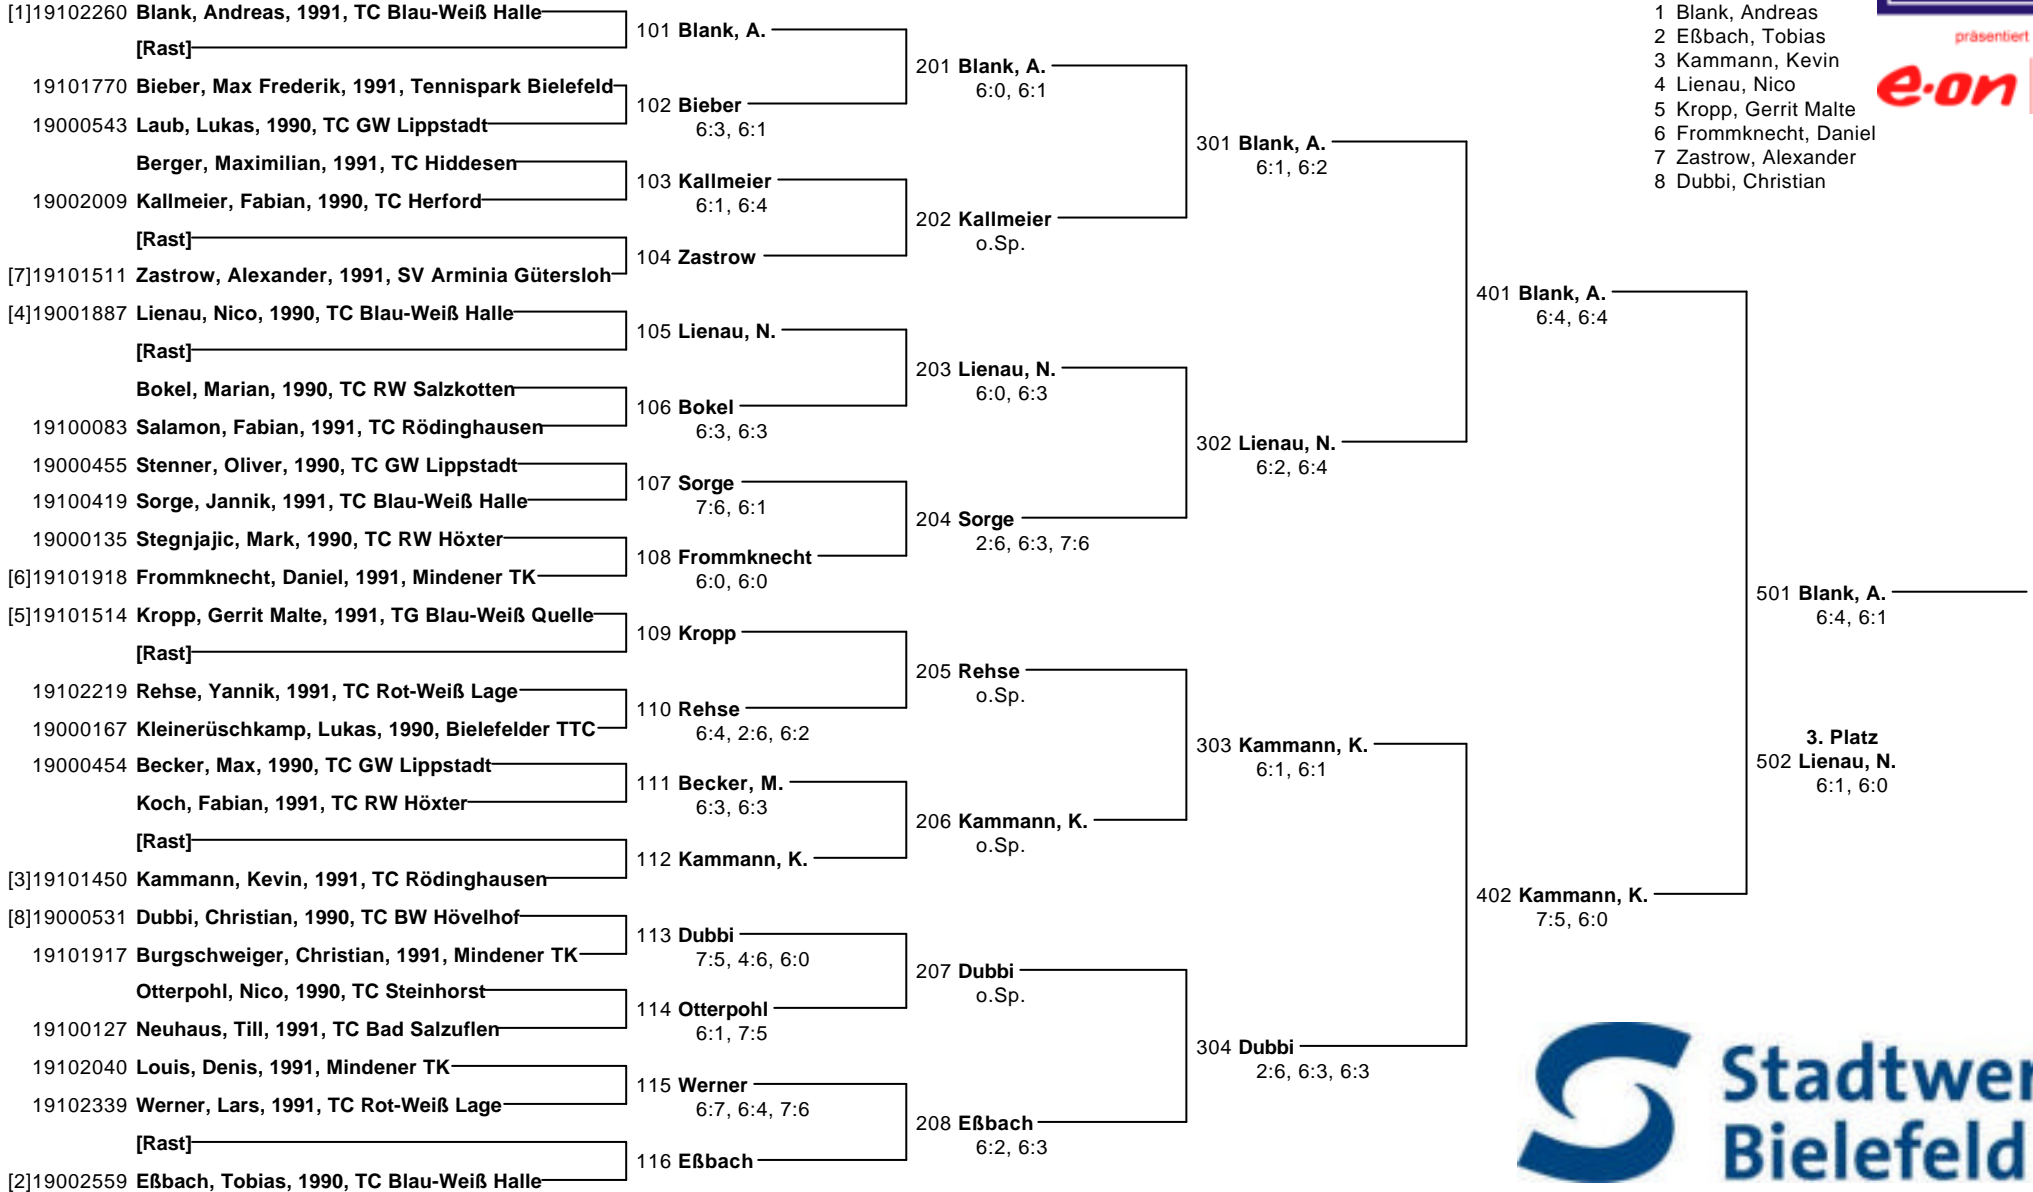 [1]19102260 Blank, Andreas, 1991, TC Blau-Weiß Halle
[Rast]
19101770 Bieber, Max Frederik, 1991, Tennispark Bielefeld
19000543 Laub, Lukas, 1990, TC GW Lippstadt
Berger, Maximilian, 1991, TC Hiddesen
19002009 Kallmeier, Fabian, 1990, TC Herford
[Rast]
[7]19101511 Zastrow, Alexander, 1991, SV Arminia Gütersloh
[4]19001887 Lienau, Nico, 1990, TC Blau-Weiß Halle
[Rast]
Bokel, Marian, 1990, TC RW Salzkotten
19100083 Salamon, Fabian, 1991, TC Rödinghausen
19000455 Stenner, Oliver, 1990, TC GW Lippstadt
19100419 Sorge, Jannik, 1991, TC Blau-Weiß Halle
19000135 Stegnjajic, Mark, 1990, TC RW Höxter
[6]19101918 Frommknecht, Daniel, 1991, Mindener TK
[5]19101514 Kropp, Gerrit Malte, 1991, TG Blau-Weiß Quelle
[Rast]
19102219 Rehse, Yannik, 1991, TC Rot-Weiß Lage
19000167 Kleinerüschkamp, Lukas, 1990, Bielefelder TTC
19000454 Becker, Max, 1990, TC GW Lippstadt
Koch, Fabian, 1991, TC RW Höxter
[Rast]
[3]19101450 Kammann, Kevin, 1991, TC Rödinghausen
[8]19000531 Dubbi, Christian, 1990, TC BW Hövelhof
19101917 Burgschweiger, Christian, 1991, Mindener TK
Otterpohl, Nico, 1990, TC Steinhorst
19100127 Neuhaus, Till, 1991, TC Bad Salzuflen
19102040 Louis, Denis, 1991, Mindener TK
19102339 Werner, Lars, 1991, TC Rot-Weiß Lage
[Rast]
[2]19002559 Eßbach, Tobias, 1990, TC Blau-Weiß Halle
101 Blank, A.
102 Bieber
6:3, 6:1
103 Kallmeier
6:1, 6:4
104 Zastrow
105 Lienau, N.
106 Bokel
6:3, 6:3
107 Sorge
7:6, 6:1
108 Frommknecht
6:0, 6:0
109 Kropp
110 Rehse
6:4, 2:6, 6:2
111 Becker, M.
6:3, 6:3
112 Kammann, K.
113 Dubbi
7:5, 4:6, 6:0
114 Otterpohl
6:1, 7:5
115 Werner
6:7, 6:4, 7:6
116 Eßbach
201 Blank, A.
6:0, 6:1
202 Kallmeier
o.Sp.
203 Lienau, N.
6:0, 6:3
204 Sorge
2:6, 6:3, 7:6
205 Rehse
o.Sp.
206 Kammann, K.
o.Sp.
207 Dubbi
o.Sp.
208 Eßbach
6:2, 6:3
301 Blank, A.
6:1, 6:2
302 Lienau, N.
6:2, 6:4
303 Kammann, K.
6:1, 6:1
304 Dubbi
2:6, 6:3, 6:3
401 Blank, A.
6:4, 6:4
402 Kammann, K.
7:5, 6:0
501 Blank, A.
6:4, 6:1
3. Platz
502 Lienau, N.
6:1, 6:0
1 Blank, Andreas
2 Eßbach, Tobias
3 Kammann, Kevin
4 Lienau, Nico
5 Kropp, Gerrit Malte
6 Frommknecht, Daniel
7 Zastrow, Alexander
8 Dubbi, Christian
präsentiert
e·on
Stadtwer
Bielefeld